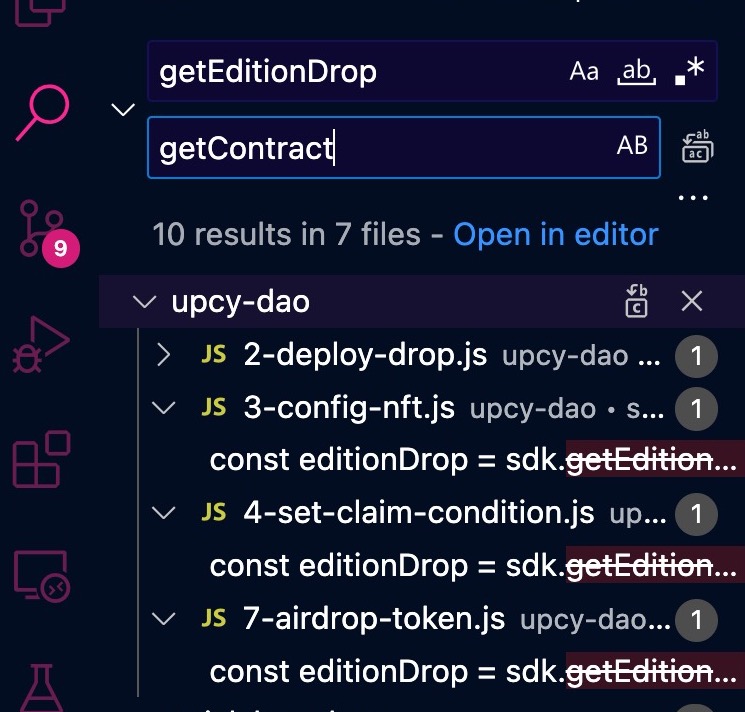 getEditionDrop Aa ab .*
getContract AB
...
10 results in 7 files - Open in editor
9
upcy-dao
JS 2-deploy-drop.js upcy-dao ... 1
JS 3-config-nft.js upcy-dao • s... 1
const editionDrop = sdk.getEdition...
JS 4-set-claim-condition.js up... 1
const editionDrop = sdk.getEdition...
JS 7-airdrop-token.js upcy-dao... 1
const editionDrop = sdk.getEdition...